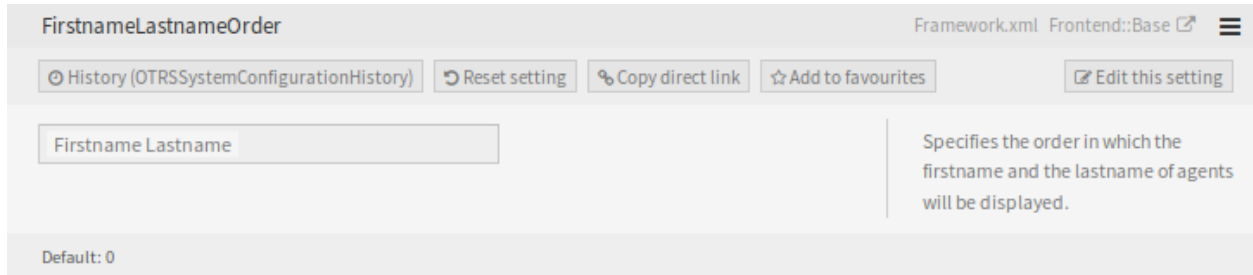 FirstnameLastnameOrder
Framework.xml Frontend::Base
History (OTRSSystemConfigurationHistory)
Reset setting
Copy direct link
Add to favourites
Edit this setting
Firstname Lastname
Specifies the order in which the
firstname and the lastname of agents
will be displayed.
Default: 0